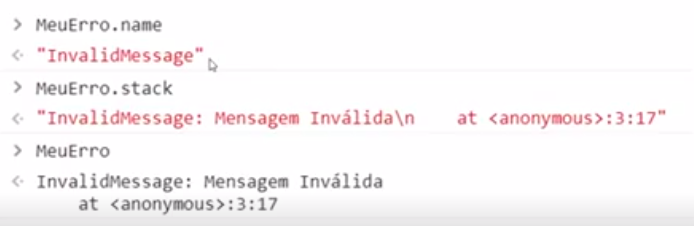 > MeuErro.name
<· "InvalidMessage"
> MeuErro.stack
<· "InvalidMessage: Mensagem Inválida\n    at <anonymous>:3:17"
> MeuErro
<· InvalidMessage: Mensagem Inválida
    at <anonymous>:3:17